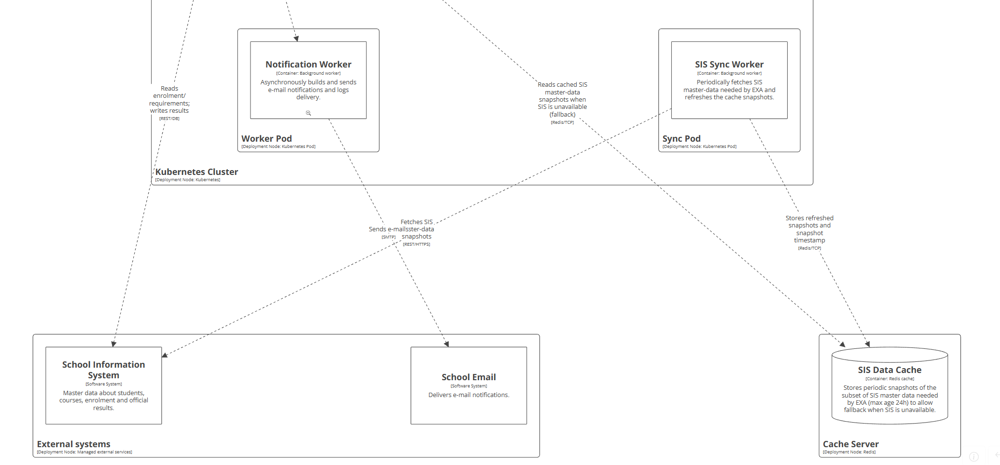 Notification Worker
[Container: Background worker]
Asynchronously builds and sends
e-mail notifications and logs
delivery.
Worker Pod
[Deployment Node: Kubernetes Pod]
SIS Sync Worker
[Container: Background worker]
Periodically fetches SIS
master-data needed by EXA and
refreshes the cache snapshots.
Sync Pod
[Deployment Node: Kubernetes Pod]
Reads
enrolment/
requirements;
writes results
[REST/DB]
Reads cached SIS
master-data
snapshots when
SIS is unavailable
(fallback)
[Redis/TCP]
Kubernetes Cluster
[Deployment Node: Kubernetes]
Sends e-mails
[SMTP]
Fetches SIS
ster-data
snapshots
[REST/HTTPS]
Stores refreshed
snapshots and
snapshot
timestamp
[Redis/TCP]
School Information
System
[Software System]
Master data about students,
courses, enrolment and official
results.
School Email
[Software System]
Delivers e-mail notifications.
External systems
[Deployment Node: Managed external services]
SIS Data Cache
[Container: Redis cache]
Stores periodic snapshots of the
subset of SIS master data needed
by EXA (max age 24h) to allow
fallback when SIS is unavailable.
Cache Server
[Deployment Node: Redis]